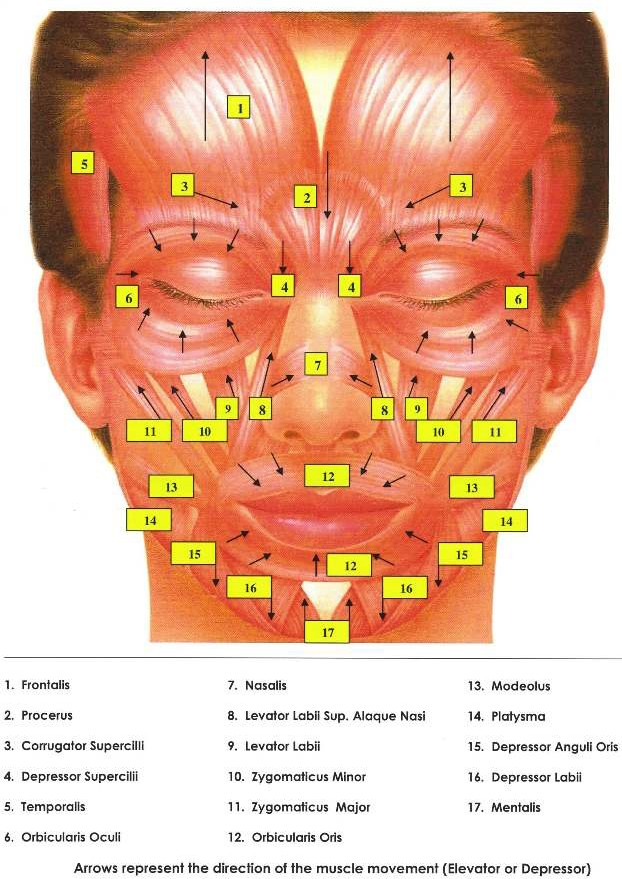 1
5
3
3
2
4
4
6
6
7
9
8
8
9
11
10
10
11
12
13
13
14
14
15
12
15
16
16
17
1. Frontalis
2. Procerus
3. Corrugator Supercilli
4. Depressor Supercilii
5. Temporalis
6. Orbicularis Oculi
7. Nasalis
8. Levator Labii Sup. Alaque Nasi
9. Levator Labii
10. Zygomaticus Minor
11. Zygomaticus Major
12. Orbicularis Oris
13. Modeolus
14. Platysma
15. Depressor Anguli Oris
16. Depressor Labii
17. Mentalis
Arrows represent the direction of the muscle movement (Elevator or Depressor)